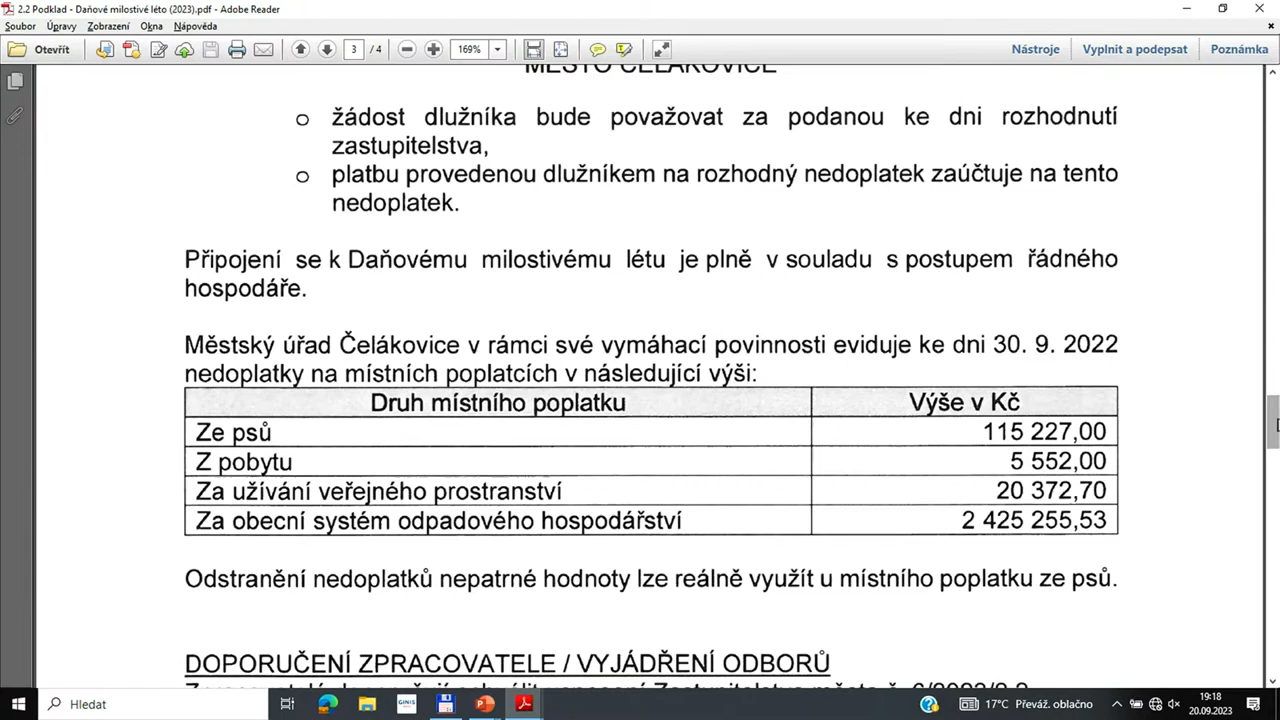 2.2 Podklad - Daňové milostivé léto (2023).pdf - Adobe Reader
Soubor Úpravy Zobrazení Okna Nápověda
Otevřít 3 / 4 169% Nástroje Vyplnit a podepsat Poznámka
MĚSTO ČELÁKOVICE
o žádost dlužníka bude považovat za podanou ke dni rozhodnutí
zastupitelstva,
o platbu provedenou dlužníkem na rozhodný nedoplatek zaúčtuje na tento
nedoplatek.
Připojení se k Daňovému milostivému létu je plně v souladu s postupem řádného
hospodáře.
Městský úřad Čelákovice v rámci své vymáhací povinnosti eviduje ke dni 30. 9. 2022
nedoplatky na místních poplatcích v následující výši:
Druh místního poplatku Výše v Kč
Ze psů 115 227,00
Z pobytu 5 552,00
Za užívání veřejného prostranství 20 372,70
Za obecní systém odpadového hospodářství 2 425 255,53
Odstranění nedoplatků nepatrné hodnoty lze reálně využít u místního poplatku ze psů.
DOPORUČENÍ ZPRACOVATELE / VYJÁDŘENÍ ODBORŮ
Hledat GINIS 17°C Převáž. oblačno 19:18
20.09.2023